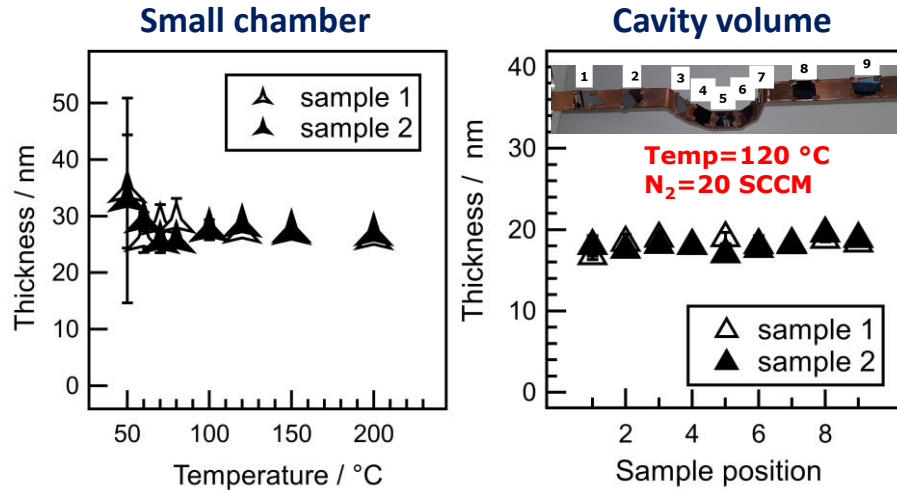 Small chamber
Thickness / nm
50
40
30
20
10
0
sample 1
sample 2
50
100
150
200
Temperature / °C
Cavity volume
Thickness / nm
40
30
20
10
0
1
2
3
4
5
6
7
8
9
Temp=120 °C
N₂=20 SCCM
sample 1
sample 2
2
4
6
8
Sample position